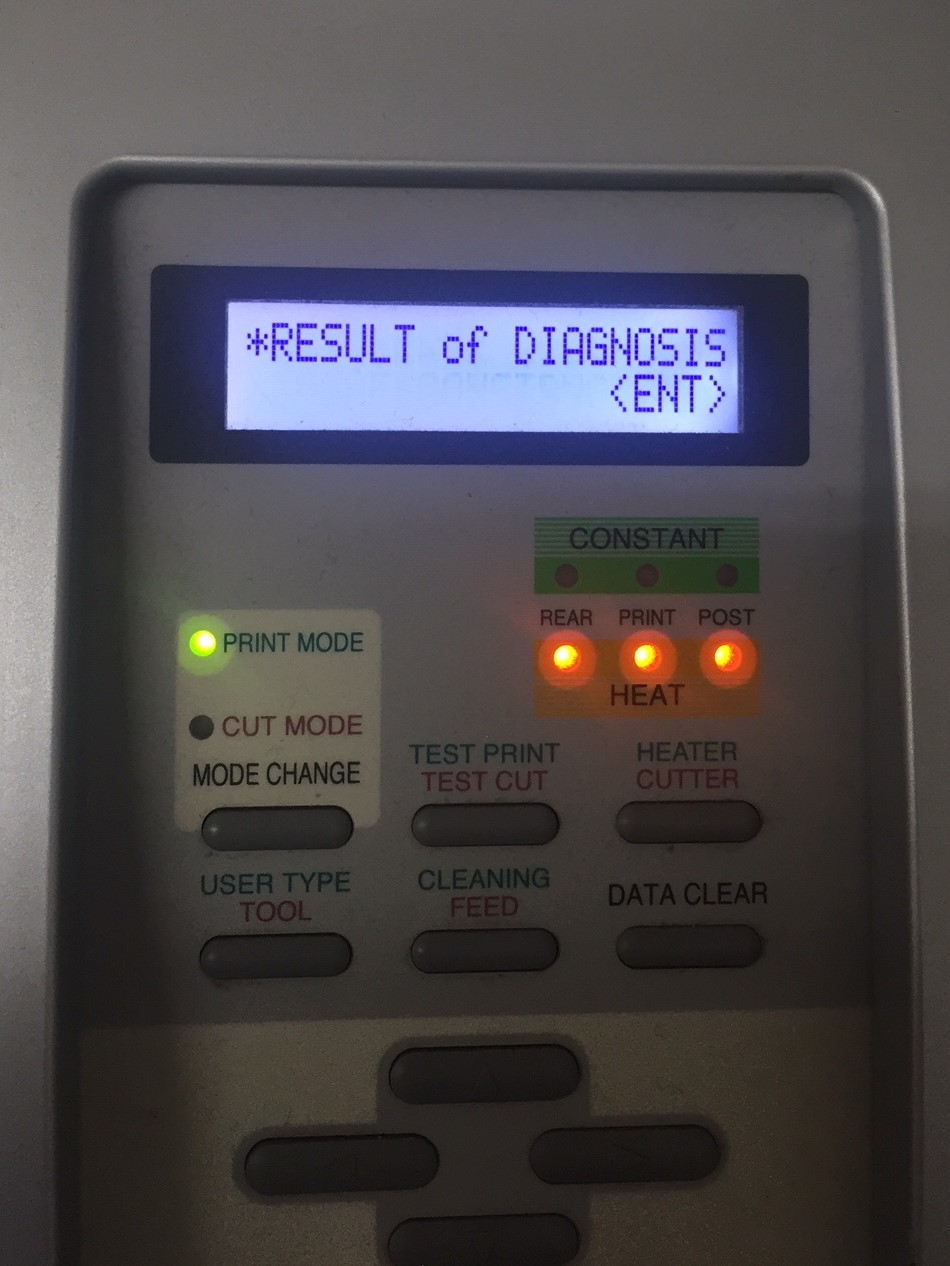 *RESULT of DIAGNOSIS
<ENT>
CONSTANT
REAR PRINT POST
PRINT MODE
HEAT
CUT MODE
MODE CHANGE
TEST PRINT
TEST CUT
HEATER
CUTTER
USER TYPE
TOOL
CLEANING
FEED
DATA CLEAR